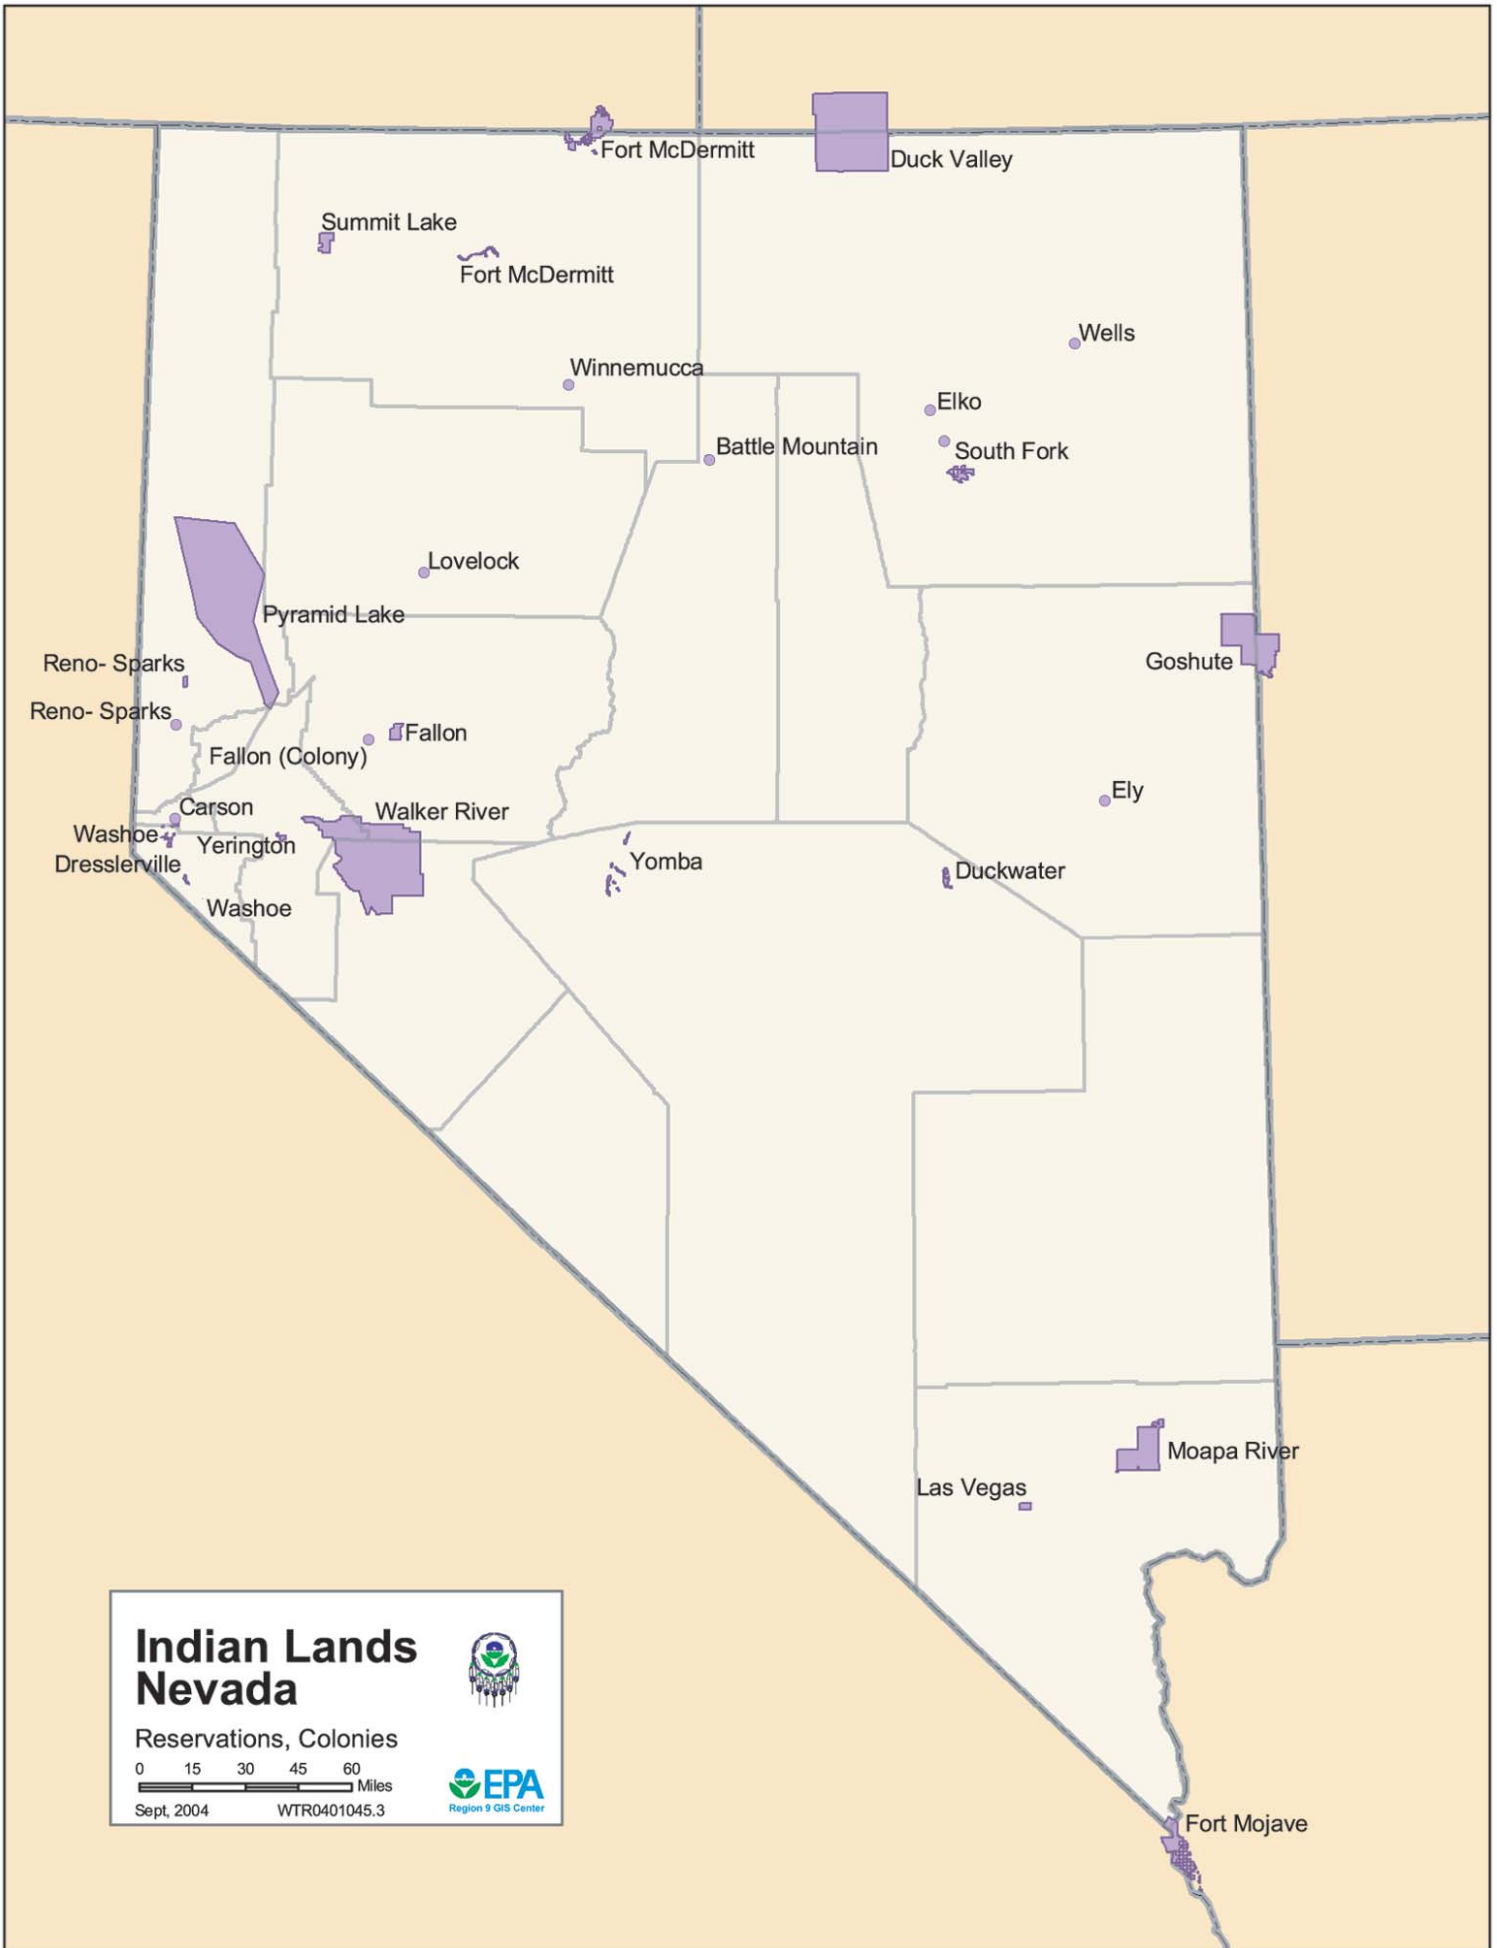 Fort McDermitt
Duck Valley
Summit Lake
Fort McDermitt
Wells
Winnemucca
Elko
Battle Mountain
South Fork
Lovelock
Pyramid Lake
Reno- Sparks
Goshute
Reno- Sparks
Fallon
Fallon (Colony)
Ely
Carson
Walker River
Washoe
Yerington
Dresslerville
Yomba
Duckwater
Washoe
Moapa River
Las Vegas
Indian Lands
Nevada
Reservations, Colonies
0 15 30 45 60
Miles
Sept, 2004 WTR0401045.3
EPA
Region 9 GIS Center
Fort Mojave